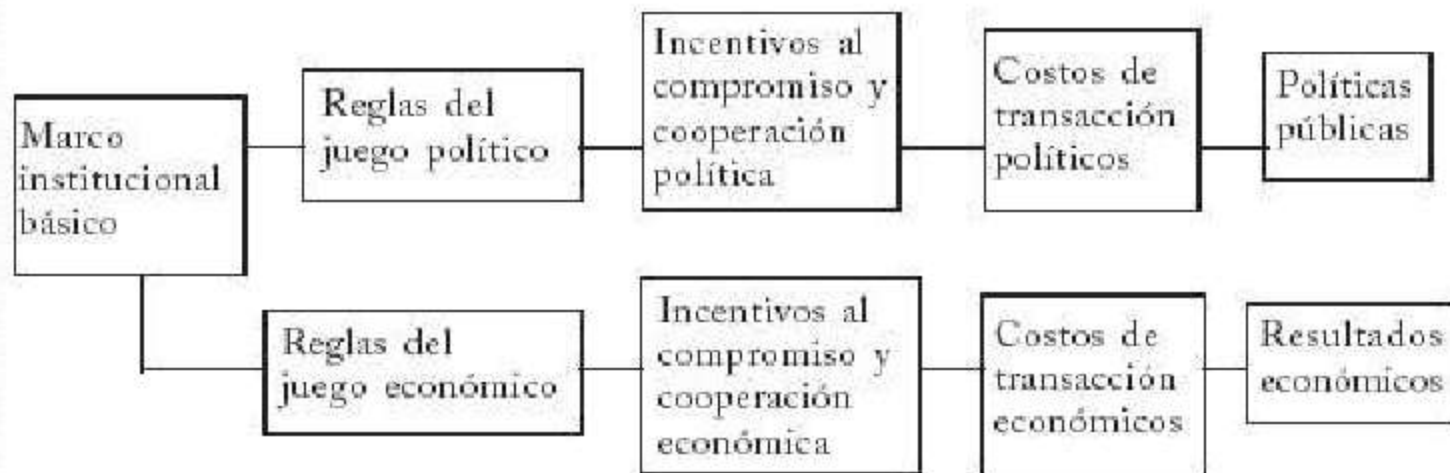 Marco
institucional
básico
Reglas del
juego político
Incentivos al
compromiso y
cooperación
política
Costos de
transacción
políticos
Políticas
públicas
Reglas del
juego económico
Incentivos al
compromiso y
cooperación
económica
Costos de
transacción
económicos
Resultados
económicos